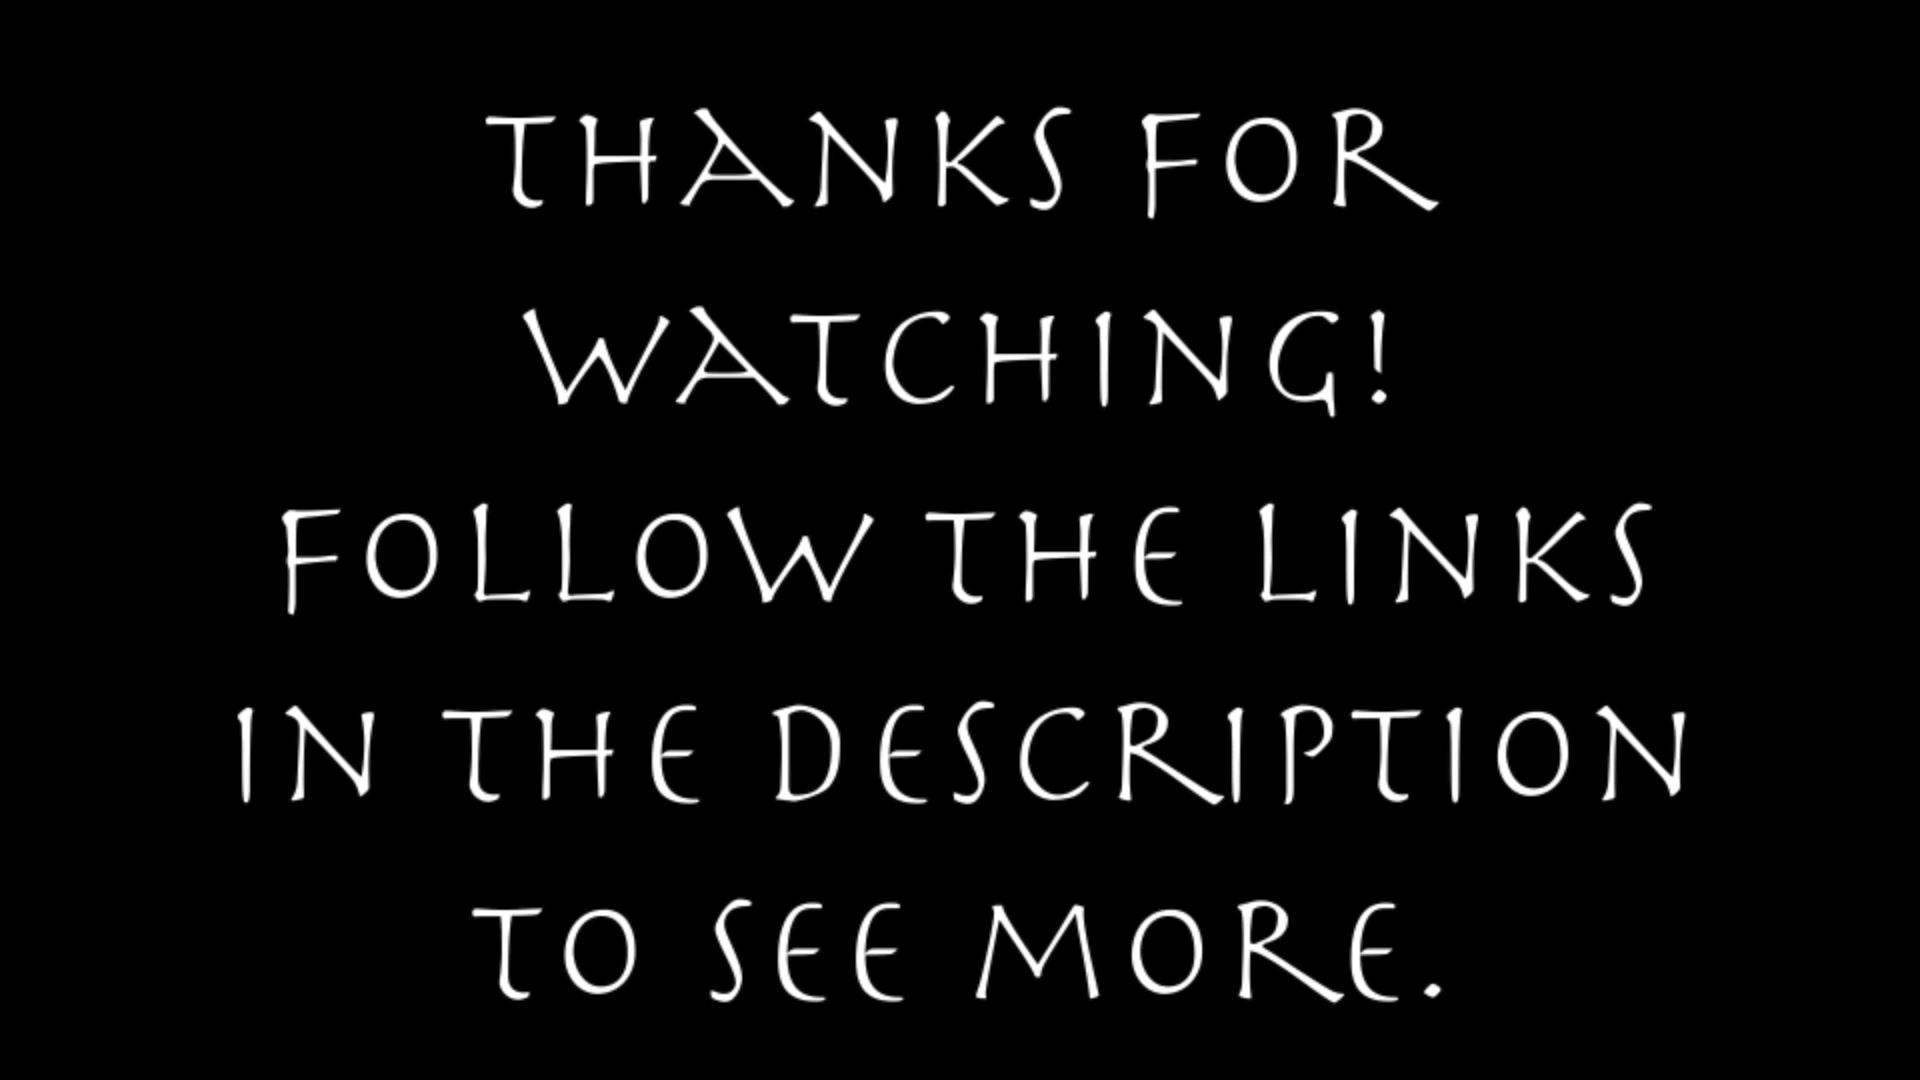 THANKS FOR
WATCHING!
FOLLOW THE LINKS
IN THE DESCRIPTION
TO SEE MORE.